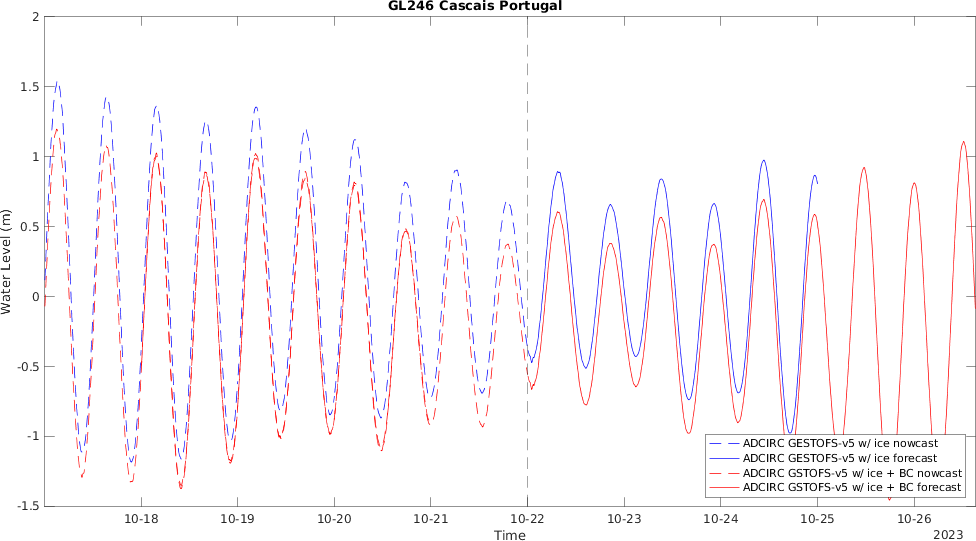 GL246 Cascais Portugal
2
1.5
1
0.5
0
-0.5
-1
-1.5
Water Level (m)
10-18 10-19 10-20 10-21 10-22 10-23 10-24 10-25 10-26
Time
2023
ADCIRC GESTOFS-v5 w/ ice nowcast
ADCIRC GESTOFS-v5 w/ ice forecast
ADCIRC GSTOFS-v5 w/ ice + BC nowcast
ADCIRC GSTOFS-v5 w/ ice + BC forecast